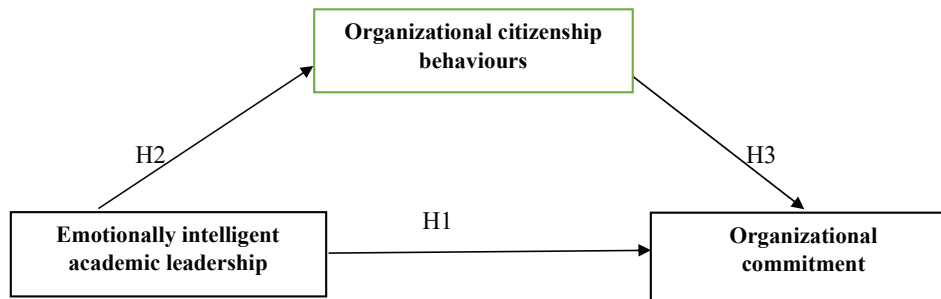 Organizational citizenship
behaviours
H2
H3
H1
Emotionally intelligent
academic leadership
Organizational
commitment